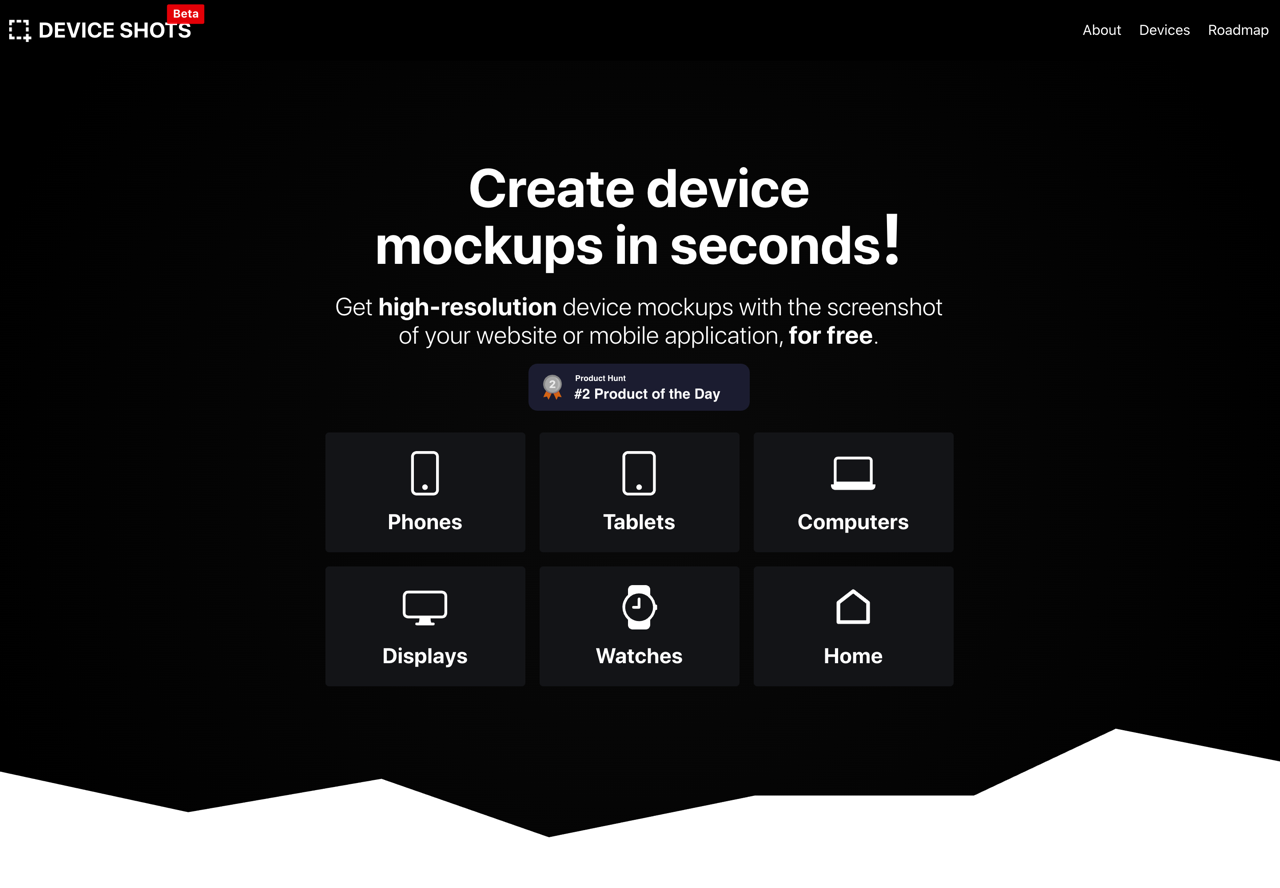 Beta
DEVICE SHOTS
About
Devices
Roadmap
Create device
mockups in seconds!
Get high-resolution device mockups with the screenshot
of your website or mobile application, for free.
2
Product Hunt
#2 Product of the Day
Phones
Tablets
Computers
Displays
Watches
Home